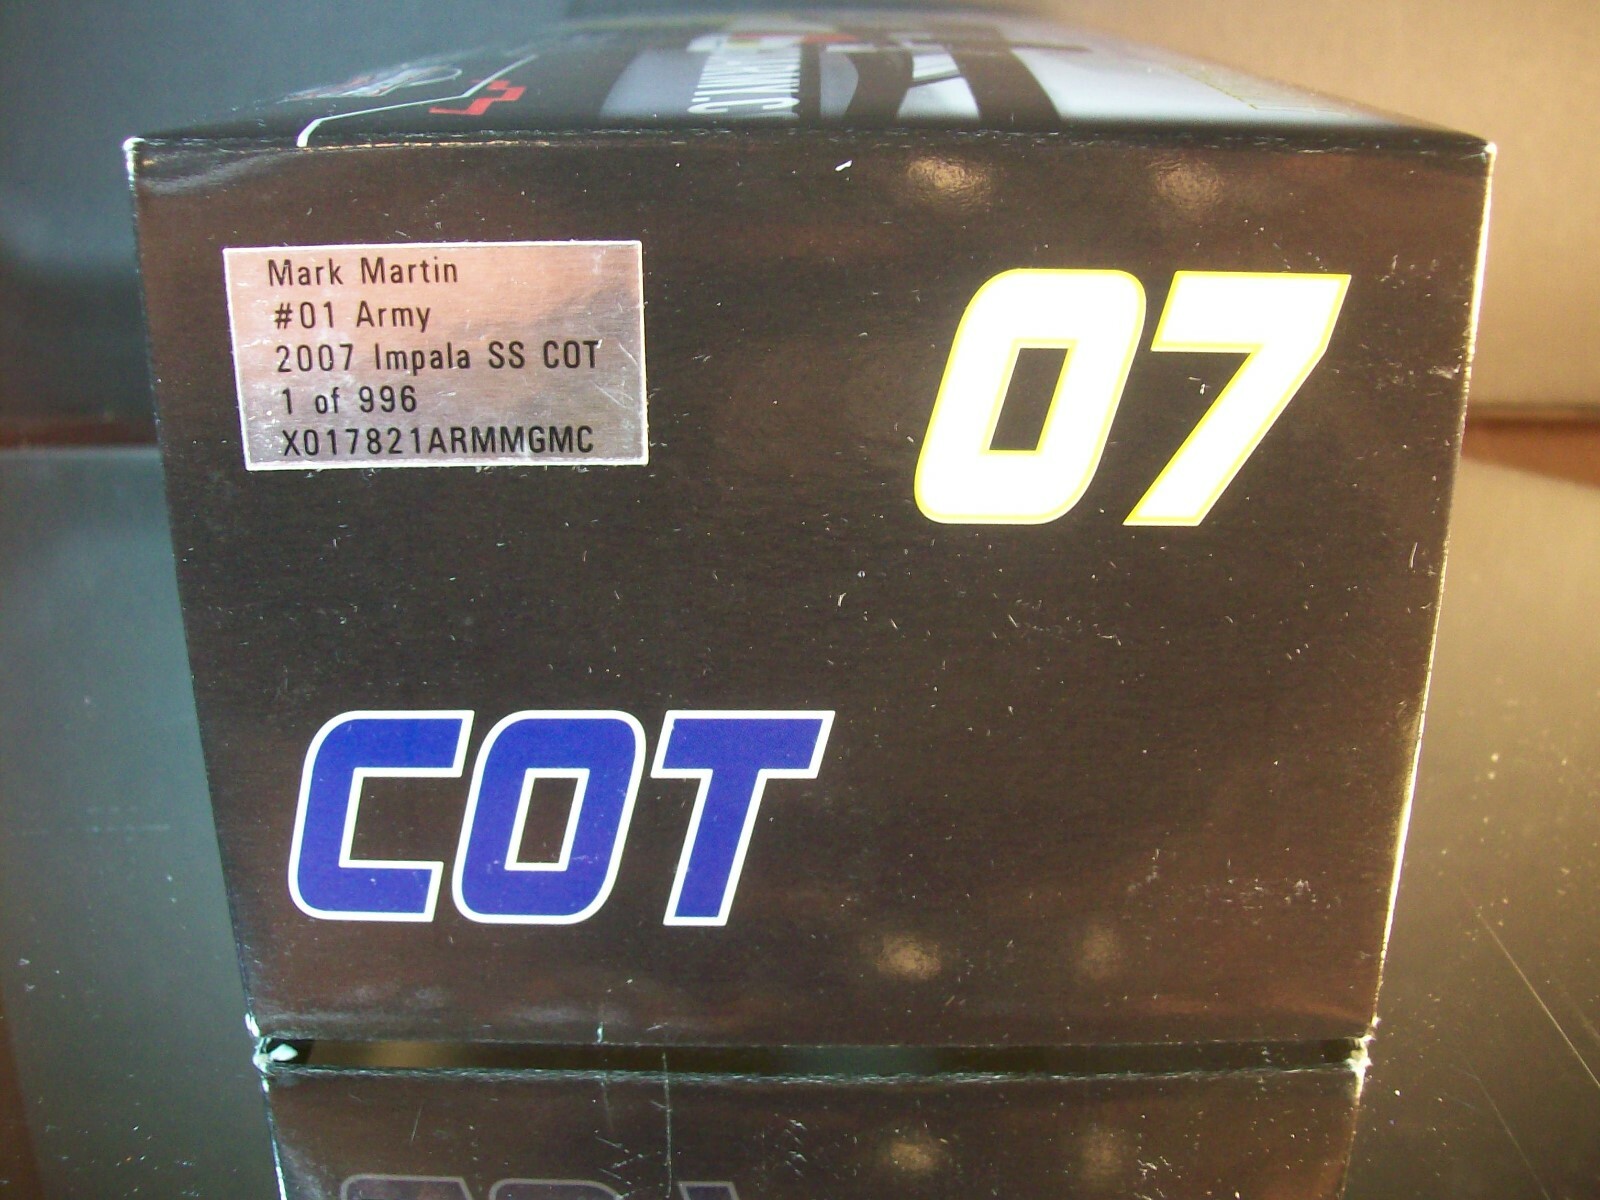 Mark Martin
#01 Army
2007 Impala SS COT
1 of 996
X017821ARMMGMC
07
COT